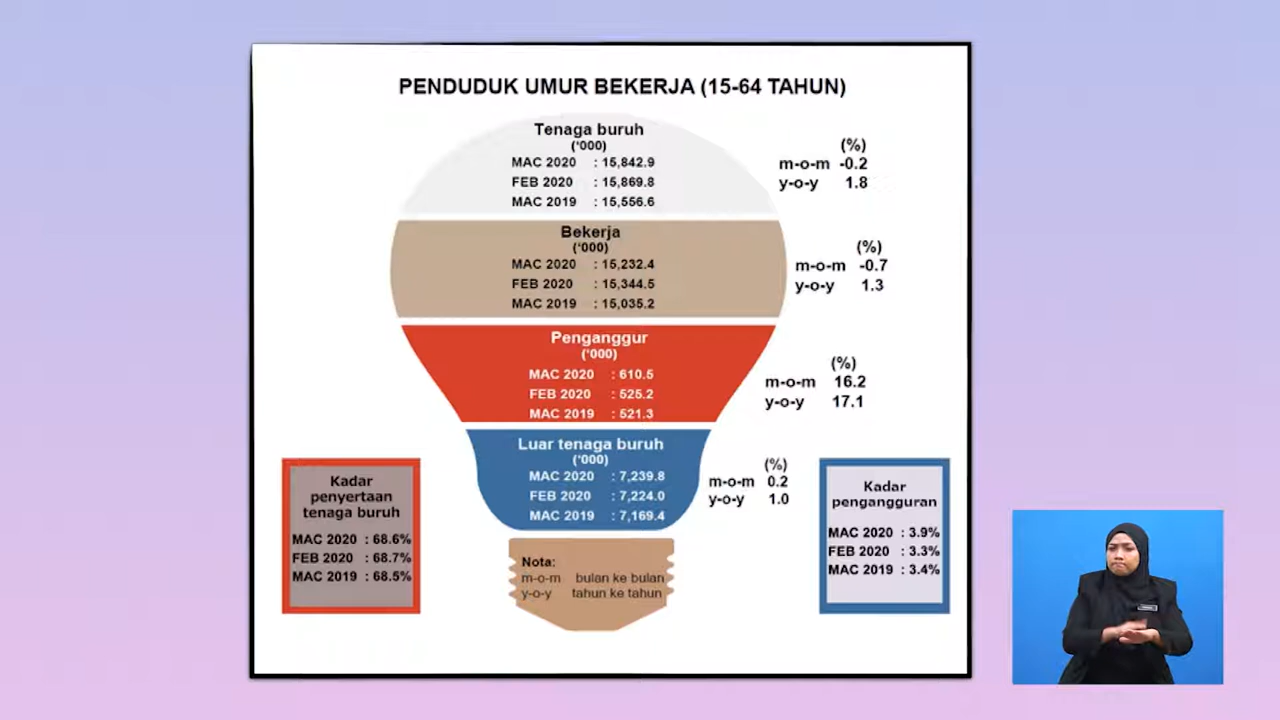 PENDUDUK UMUR BEKERJA (15-64 TAHUN)
Tenaga buruh
('000)
MAC 2020 : 15,842.9
FEB 2020 : 15,869.8
MAC 2019 : 15,556.6
(%)
m-o-m -0.2
y-o-y 1.8
Bekerja
('000)
MAC 2020 : 15,232.4
FEB 2020 : 15,344.5
MAC 2019 : 15,035.2
(%)
m-o-m -0.7
y-o-y 1.3
Penganggur
('000)
MAC 2020 : 610.5
FEB 2020 : 525.2
MAC 2019 : 521.3
(%)
m-o-m 16.2
y-o-y 17.1
Luar tenaga buruh
('000)
MAC 2020 : 7,239.8
FEB 2020 : 7,224.0
MAC 2019 : 7,169.4
(%)
m-o-m 0.2
y-o-y 1.0
Kadar
penyertaan
tenaga buruh
MAC 2020 : 68.6%
FEB 2020 : 68.7%
MAC 2019 : 68.5%
Nota:
m-o-m bulan ke bulan
y-o-y tahun ke tahun
Kadar
pengangguran
MAC 2020 : 3.9%
FEB 2020 : 3.3%
MAC 2019 : 3.4%